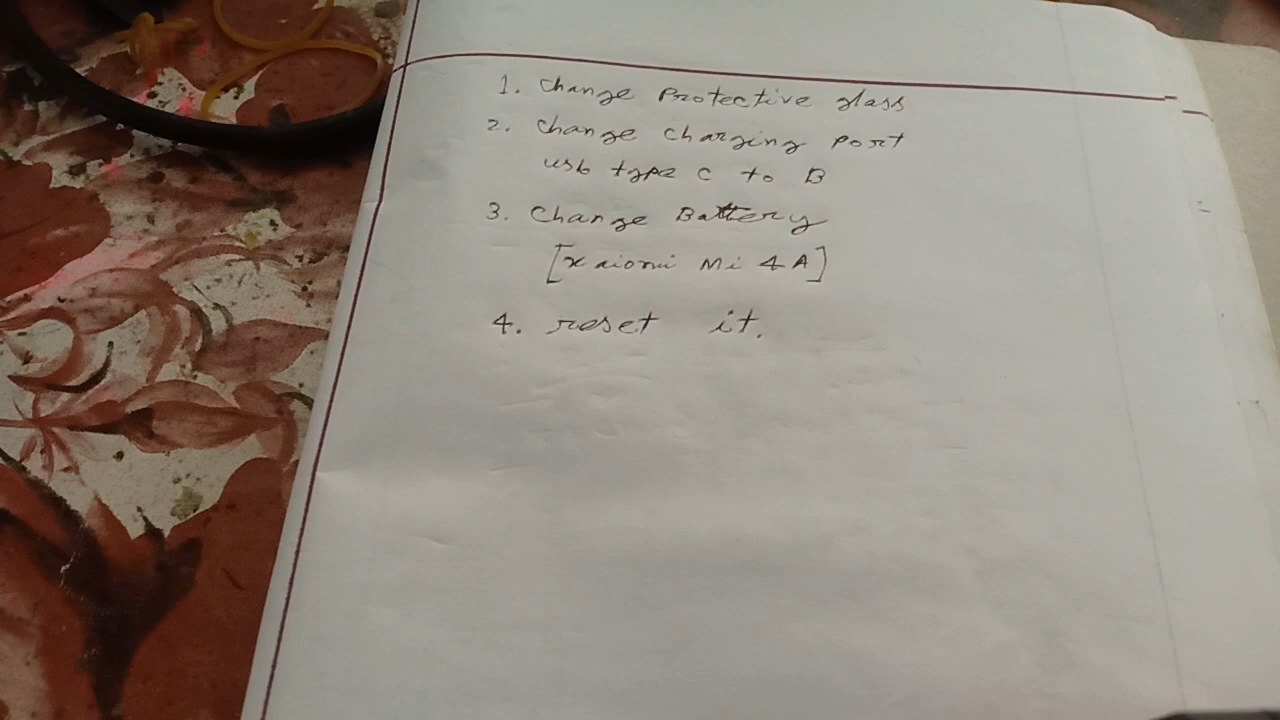 1. Change Protective glass
2. Change Charging Port
usb type C to B
3. Change Battery
[xaiomi Mi 4A]
4. reset it.